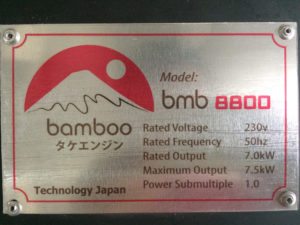 Model:
bmb 8800
bamboo
タケエンジン
Rated Voltage 230v
Rated Frequency 50hz
Rated Output 7.0kW
Maximum Output 7.5kW
Power Submultiple 1.0
Technology Japan